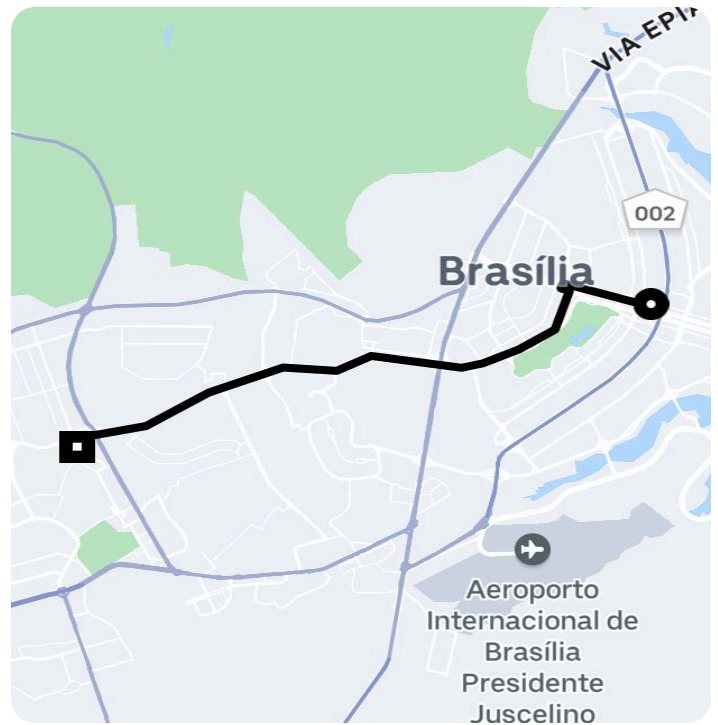 VIA EPIA
002
Brasília
Aeroporto
Internacional de
Brasília
Presidente
Juscelino